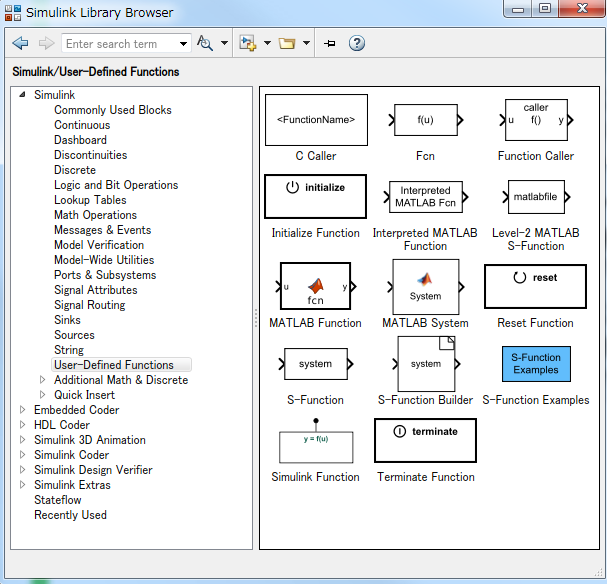 Simulink Library Browser
Enter search term
Simulink/User-Defined Functions
Simulink
Commonly Used Blocks
Continuous
Dashboard
Discontinuities
Discrete
Logic and Bit Operations
Lookup Tables
Math Operations
Messages & Events
Model Verification
Model-Wide Utilities
Ports & Subsystems
Signal Attributes
Signal Routing
Sinks
Sources
String
User-Defined Functions
Additional Math & Discrete
Quick Insert
Embedded Coder
HDL Coder
Simulink 3D Animation
Simulink Coder
Simulink Design Verifier
Simulink Extras
Stateflow
Recently Used
<FunctionName>
C Caller
f(u)
Fcn
caller
u f() y
Function Caller
initialize
Initialize Function
Interpreted
MATLAB Fcn
Interpreted MATLAB
Function
matlabfile
Level-2 MATLAB
S-Function
u y
fcn
MATLAB Function
System
MATLAB System
reset
Reset Function
system
S-Function
system
S-Function Builder
S-Function
Examples
S-Function Examples
y = f(u)
Simulink Function
terminate
Terminate Function